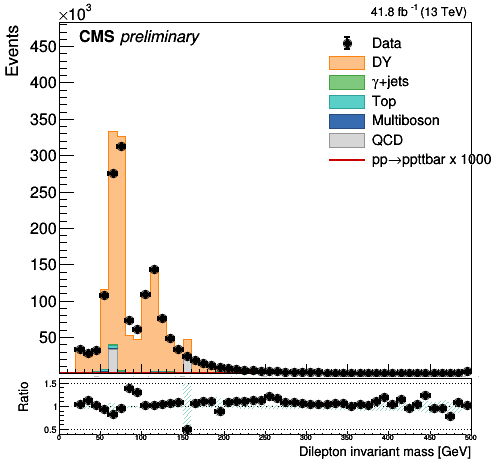 ×10³
41.8 fb⁻¹ (13 TeV)
CMS preliminary
Events
450
400
350
300
250
200
150
100
50
Data
DY
γ+jets
Top
Multiboson
QCD
pp→ppttbar x 1000
Ratio
1.5
1
0.5
0 50 100 150 200 250 300 350 400 450 500
Dilepton invariant mass [GeV]